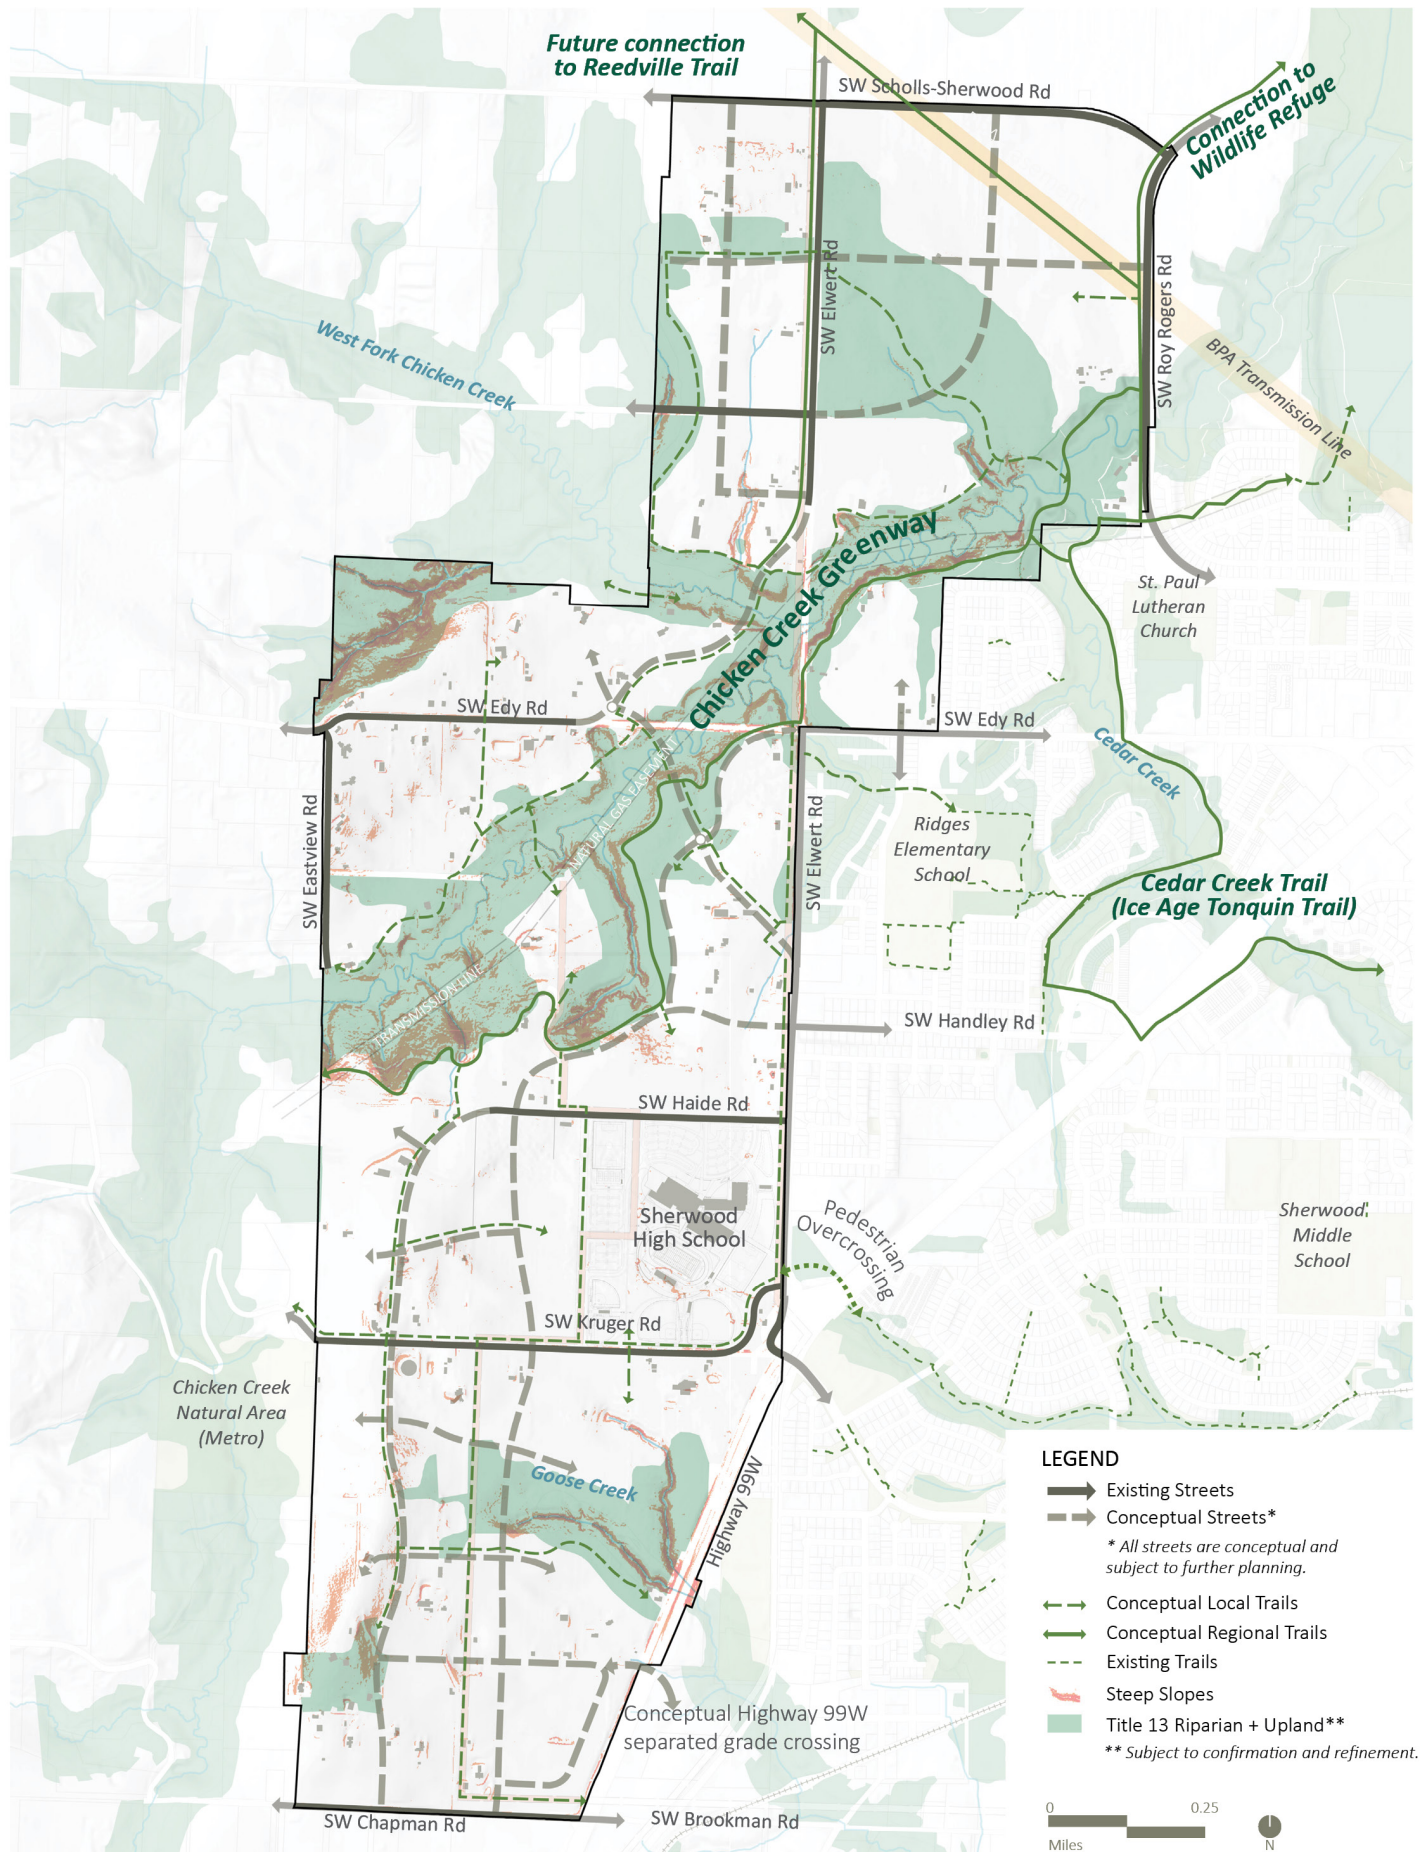 Future connection
to Reedville Trail
SW Scholls-Sherwood Rd
Connection to
Wildlife Refuge
SW Elwert Rd
SW Roy Rogers Rd
West Fork Chicken Creek
BPA Transmission Line
Chicken Creek Greenway
St. Paul
Lutheran
Church
SW Edy Rd
SW Edy Rd
Cedar Creek
NATURAL GAS EASEMENT
SW Eastview Rd
SW Elwert Rd
Ridges
Elementary
School
Cedar Creek Trail
(Ice Age Tonquin Trail)
TRANSMISSION LINE
SW Handley Rd
SW Haide Rd
Sherwood
High School
Pedestrian
Overcrossing
Sherwood
Middle
School
SW Kruger Rd
Chicken Creek
Natural Area
(Metro)
Goose Creek
Highway 99W
Conceptual Highway 99W
separated grade crossing
SW Chapman Rd
SW Brookman Rd
LEGEND
Existing Streets
Conceptual Streets*
* All streets are conceptual and
subject to further planning.
Conceptual Local Trails
Conceptual Regional Trails
Existing Trails
Steep Slopes
Title 13 Riparian + Upland**
** Subject to confirmation and refinement.
0 0.25
Miles
N